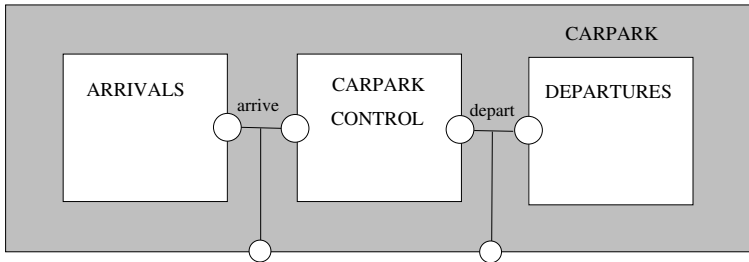 CARPARK
ARRIVALS
arrive
CARPARK
CONTROL
depart
DEPARTURES